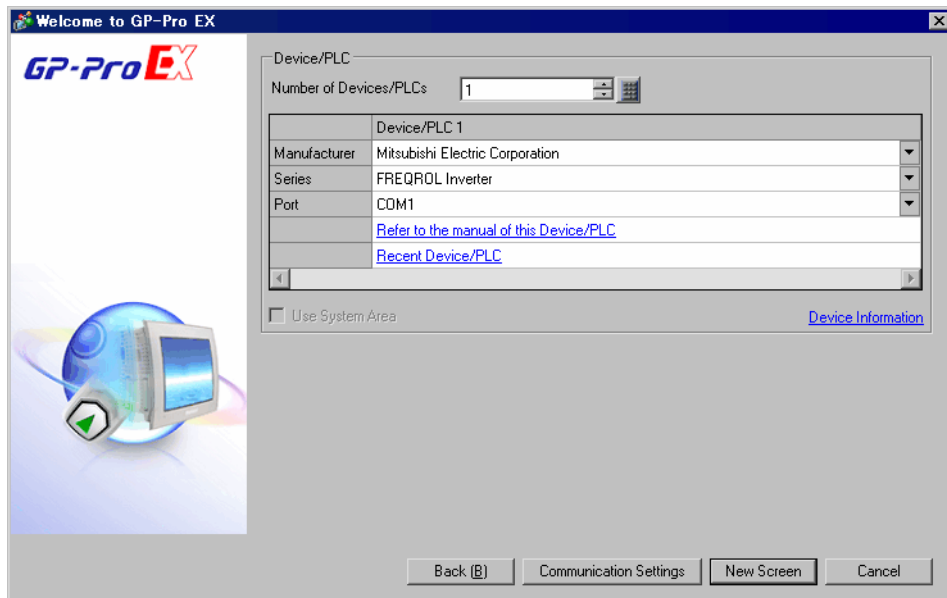 Welcome to GP-Pro EX
GP-Pro EX
Device/PLC
Number of Devices/PLCs 1
Device/PLC 1
Manufacturer Mitsubishi Electric Corporation
Series FREQROL Inverter
Port COM1
Refer to the manual of this Device/PLC
Recent Device/PLC
Use System Area Device Information
Back (B) Communication Settings New Screen Cancel